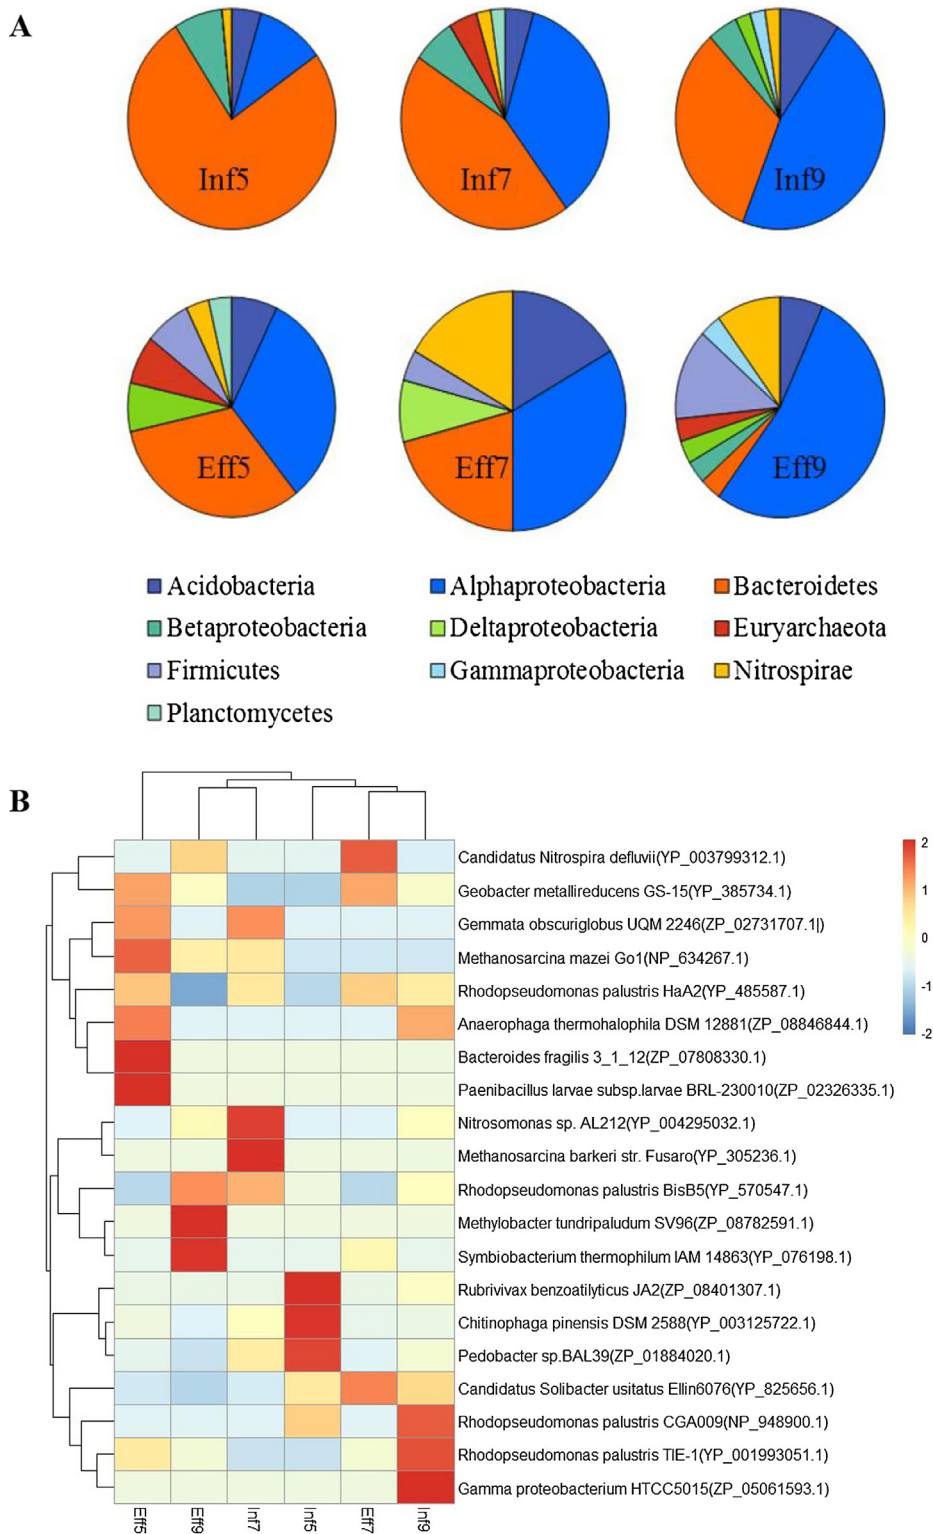 A
Inf5
Inf7
Inf9
Eff5
Eff7
Eff9
Acidobacteria
Alphaproteobacteria
Bacteroidetes
Betaproteobacteria
Deltaproteobacteria
Euryarchaeota
Firmicutes
Gammaproteobacteria
Nitrospirae
Planctomycetes
B
Candidatus Nitrospira defluvii(YP_003799312.1)
Geobacter metallireducens GS-15(YP_385734.1)
Gemmata obscuriglobus UQM 2246(ZP_02731707.1|)
Methanosarcina mazei Go1(NP_634267.1)
Rhodopseudomonas palustris HaA2(YP_485587.1)
Anaerophaga thermohalophila DSM 12881(ZP_08846844.1)
Bacteroides fragilis 3_1_12(ZP_07808330.1)
Paenibacillus larvae subsp.larvae BRL-230010(ZP_02326335.1)
Nitrosomonas sp. AL212(YP_004295032.1)
Methanosarcina barkeri str. Fusaro(YP_305236.1)
Rhodopseudomonas palustris BisB5(YP_570547.1)
Methylobacter tundripaludum SV96(ZP_08782591.1)
Symbiobacterium thermophilum IAM 14863(YP_076198.1)
Rubrivivax benzoatilyticus JA2(ZP_08401307.1)
Chitinophaga pinensis DSM 2588(YP_003125722.1)
Pedobacter sp.BAL39(ZP_01884020.1)
Candidatus Solibacter usitatus Ellin6076(YP_825656.1)
Rhodopseudomonas palustris CGA009(NP_948900.1)
Rhodopseudomonas palustris TIE-1(YP_001993051.1)
Gamma proteobacterium HTCC5015(ZP_05061593.1)
2
1
0
-1
-2
Eff5
Eff9
Inf7
Inf5
Eff7
Inf9